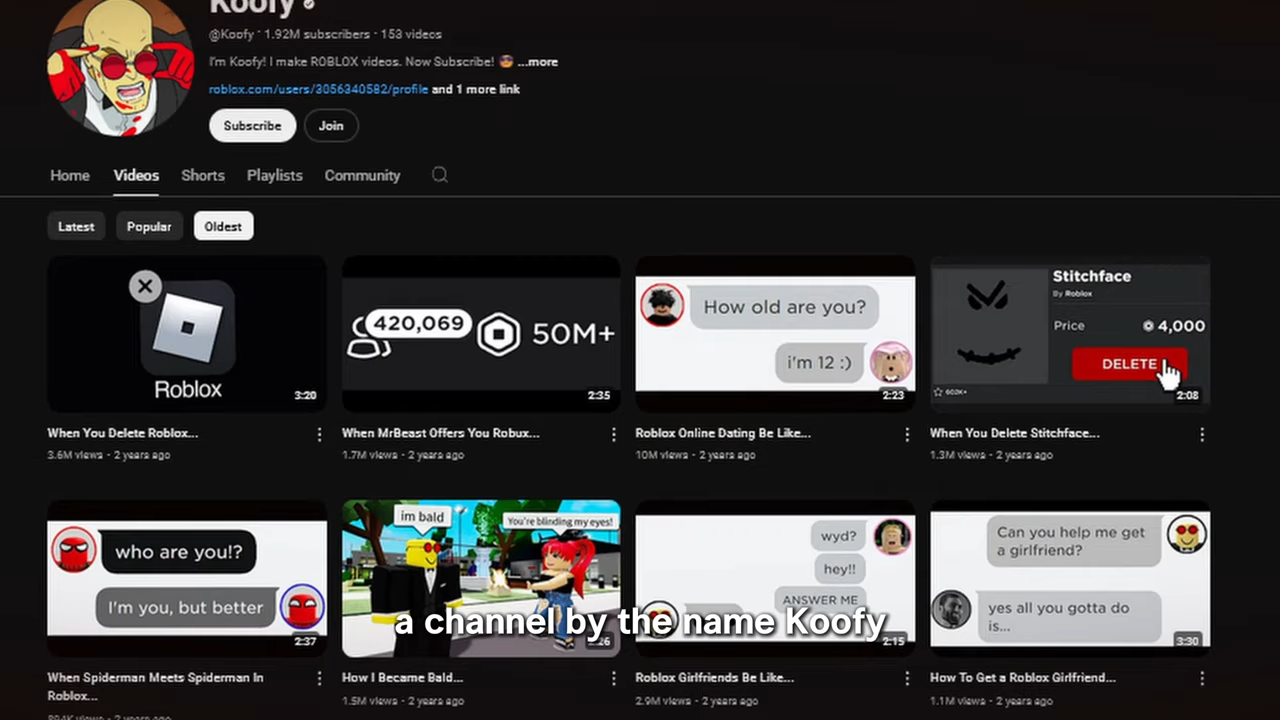 Koofy
@Koofy · 1.92M subscribers · 153 videos
I'm Koofy! I make ROBLOX videos. Now Subscribe! 😎 ...more
roblox.com/users/3056340582/profile and 1 more link
Subscribe
Join
Home
Videos
Shorts
Playlists
Community
Latest
Popular
Oldest
Roblox
3:20
420,069
50M+
2:35
How old are you?
i'm 12 :)
2:23
Stitchface
By Roblox
Price
4,000
DELETE
2:08
When You Delete Roblox...
3.6M views · 2 years ago
When MrBeast Offers You Robux...
1.7M views · 2 years ago
Roblox Online Dating Be Like...
10M views · 2 years ago
When You Delete Stitchface...
1.3M views · 2 years ago
who are you!?
I'm you, but better
2:37
im bald
You're blinding my eyes!
wyd?
hey!!
ANSWER ME
2:15
Can you help me get
a girlfriend?
yes all you gotta do
is...
3:30
a channel by the name Koofy
When Spiderman Meets Spiderman In
Roblox...
894K views · 2 years ago
How I Became Bald...
1.5M views · 2 years ago
Roblox Girlfriends Be Like...
2.9M views · 2 years ago
How To Get a Roblox Girlfriend...
1.1M views · 2 years ago